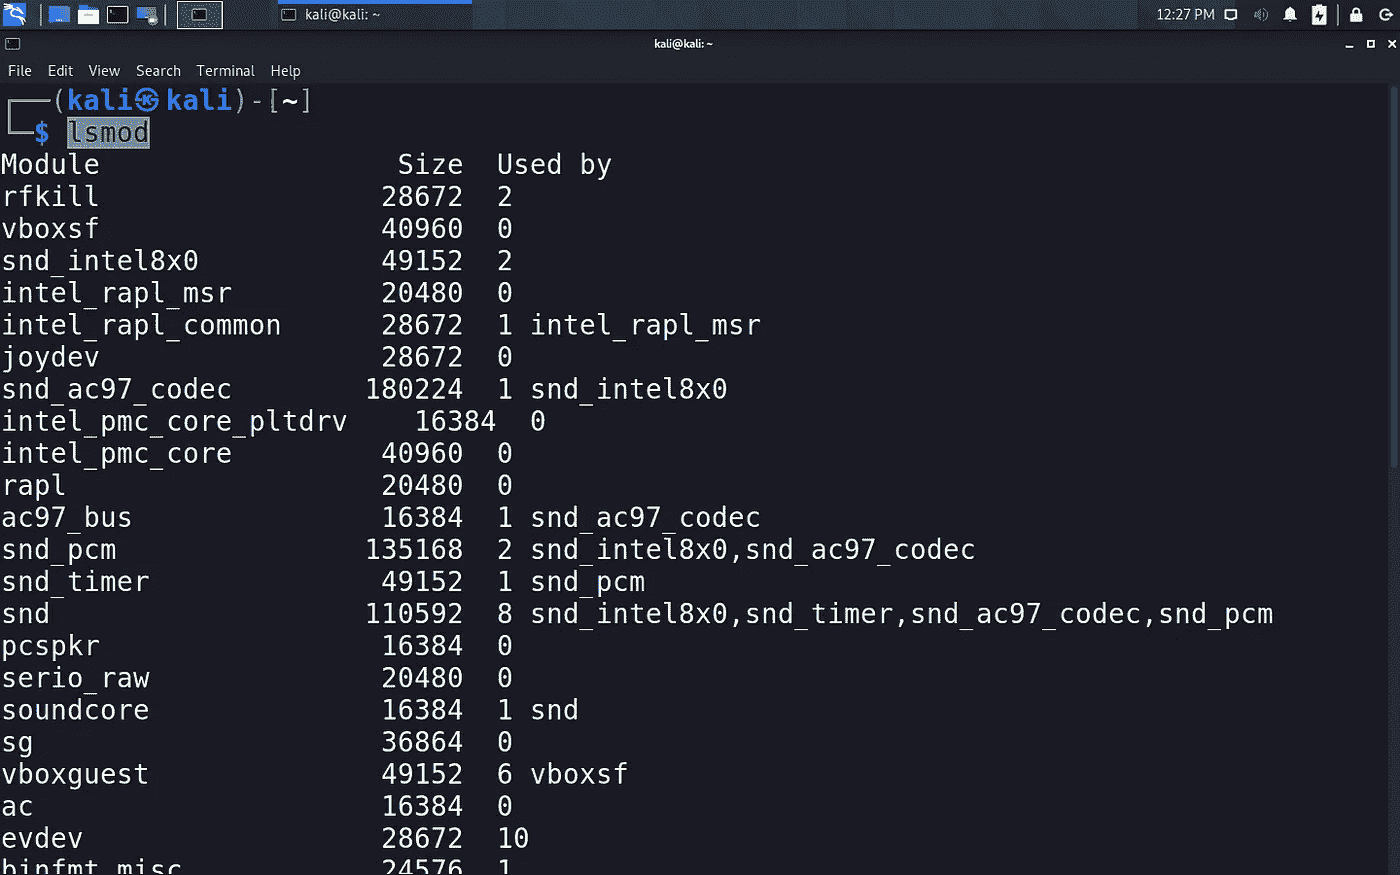 kali@kali: ~
12:27 PM
kali@kali: ~
File Edit View Search Terminal Help
┌──(kali㉿kali)-[~]
└─$ lsmod
Module                  Size  Used by
rfkill                 28672  2
vboxsf                 40960  0
snd_intel8x0           49152  2
intel_rapl_msr         20480  0
intel_rapl_common      28672  1 intel_rapl_msr
joydev                 28672  0
snd_ac97_codec        180224  1 snd_intel8x0
intel_pmc_core_pltdrv    16384  0
intel_pmc_core         40960  0
rapl                   20480  0
ac97_bus               16384  1 snd_ac97_codec
snd_pcm               135168  2 snd_intel8x0,snd_ac97_codec
snd_timer              49152  1 snd_pcm
snd                   110592  8 snd_intel8x0,snd_timer,snd_ac97_codec,snd_pcm
pcspkr                 16384  0
serio_raw              20480  0
soundcore              16384  1 snd
sg                     36864  0
vboxguest              49152  6 vboxsf
ac                     16384  0
evdev                  28672  10
binfmt_misc            24576  1